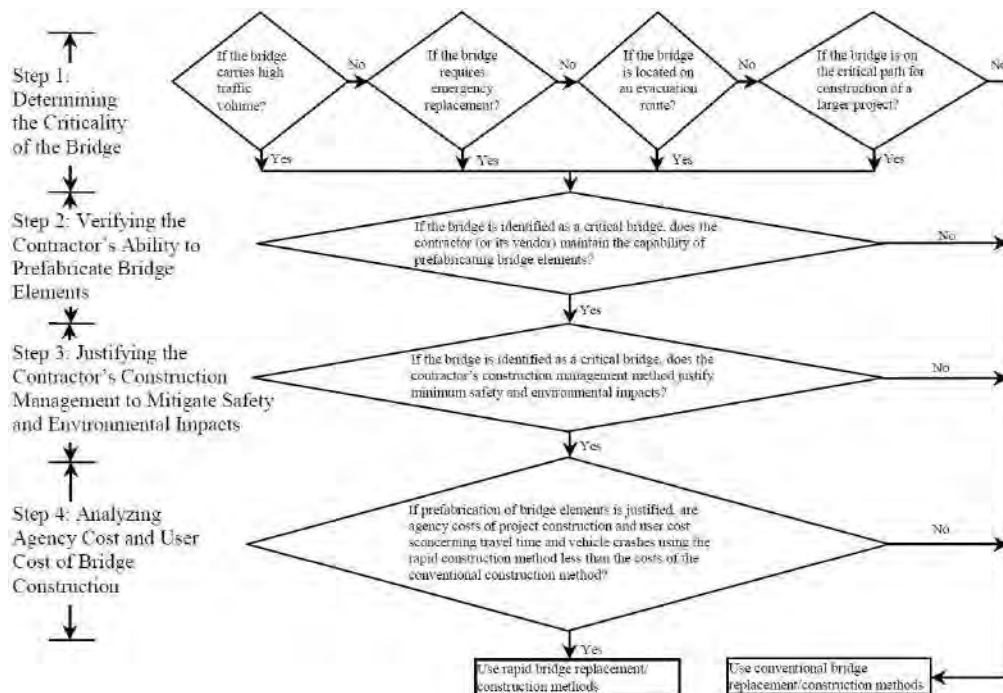 Step 1:
Determining
the Criticality
of the Bridge
If the bridge
carries high
traffic
volume?
No
If the bridge
requires
emergency
replacement?
No
If the bridge
is located on
an evacuation
route?
No
If the bridge is on
the critical path for
construction of a
larger project?
No
Yes
Yes
Yes
Yes
Step 2: Verifying the
Contractor's Ability to
Prefabricate Bridge
Elements
If the bridge is identified as a critical bridge, does the
contractor (or its vendor) maintain the capability of
prefabricating bridge elements?
No
Yes
Step 3: Justifying the
Contractor's Construction
Management to Mitigate Safety
and Environmental Impacts
If the bridge is identified as a critical bridge, does the
contractor's construction management method justify
minimum safety and environmental impacts?
No
Yes
Step 4: Analyzing
Agency Cost and User
Cost of Bridge
Construction
If prefabrication of bridge elements is justified, are
agency costs of project construction and user cost
sconcerning travel time and vehicle crashes using the
rapid construction method less than the costs of the
conventional construction method?
No
Yes
Use rapid bridge replacement/
construction methods
Use conventional bridge
replacement/construction methods